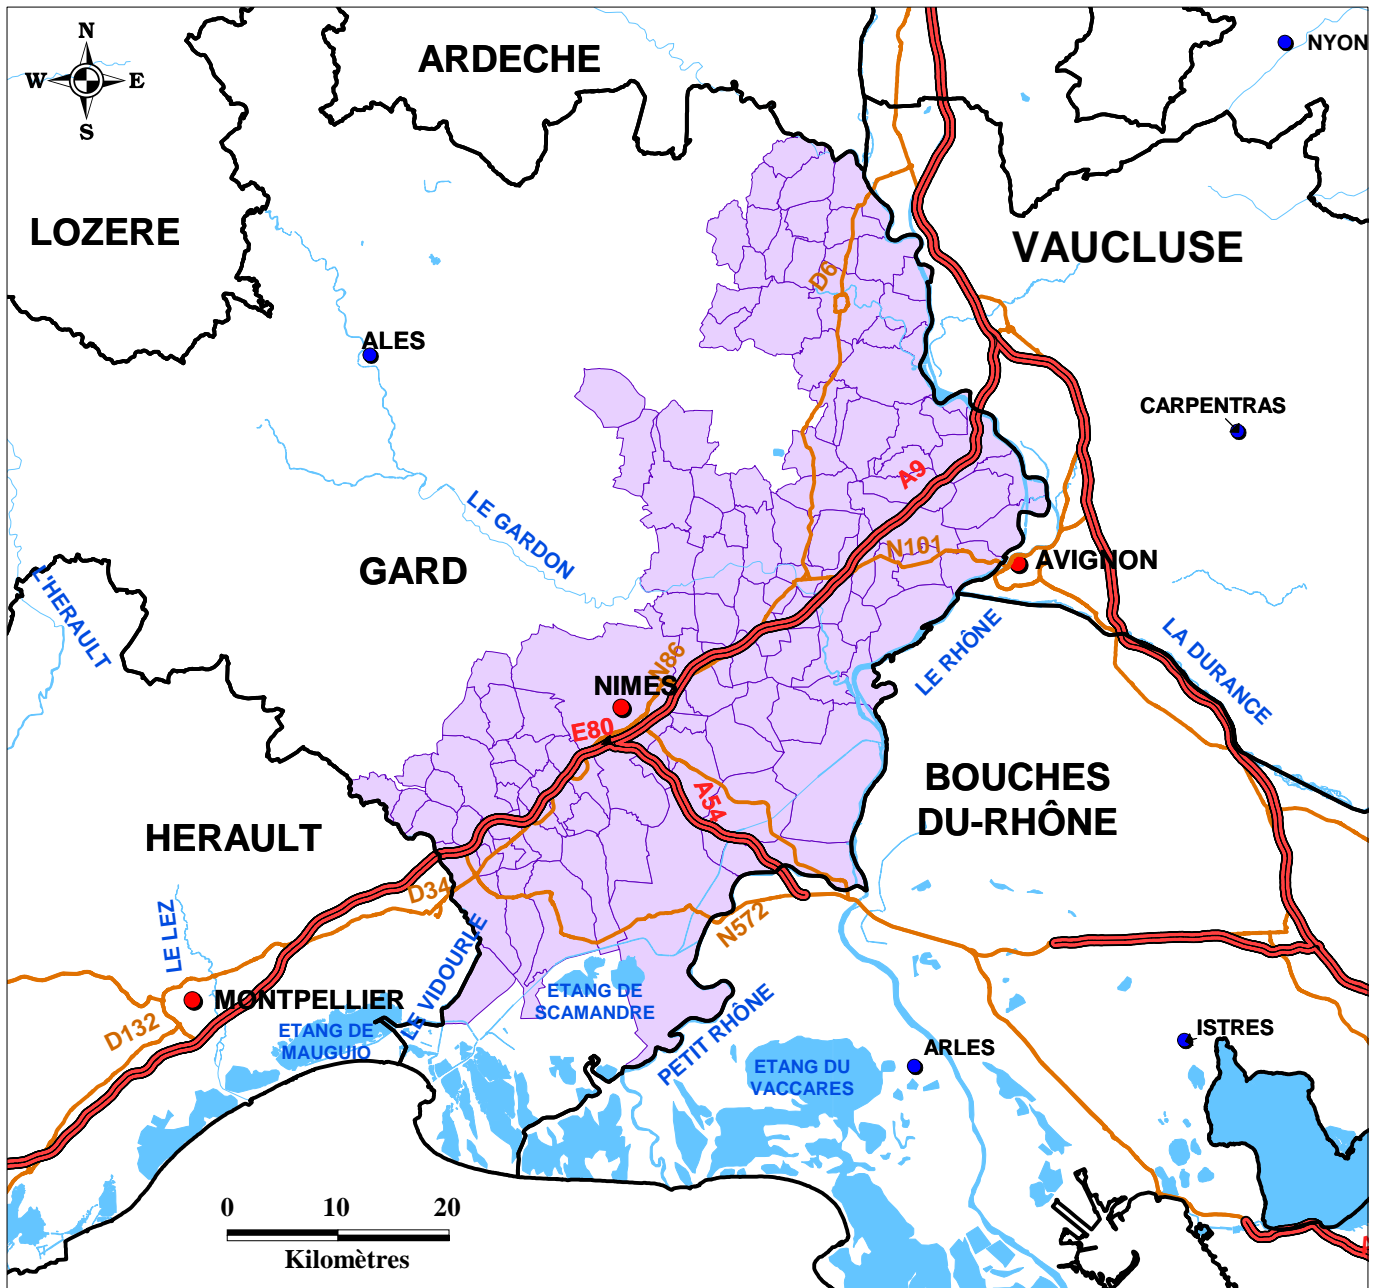 N
W
E
S
ARDECHE
NYON
LOZERE
VAUCLUSE
D6
ALES
CARPENTRAS
A9
LE GARDON
N101
AVIGNON
GARD
L'HERAULT
LE RHÔNE
LA DURANCE
N86
NIMES
E80
A54
BOUCHES
DU-RHÔNE
HERAULT
D34
LE LEZ
LE VIDOURLE
N572
MONTPELLIER
ETANG DE
SCAMANDRE
D132
ETANG DE
MAUGUIO
PETIT RHÔNE
ARLES
ISTRES
ETANG DU
VACCARES
0 10 20
Kilomètres